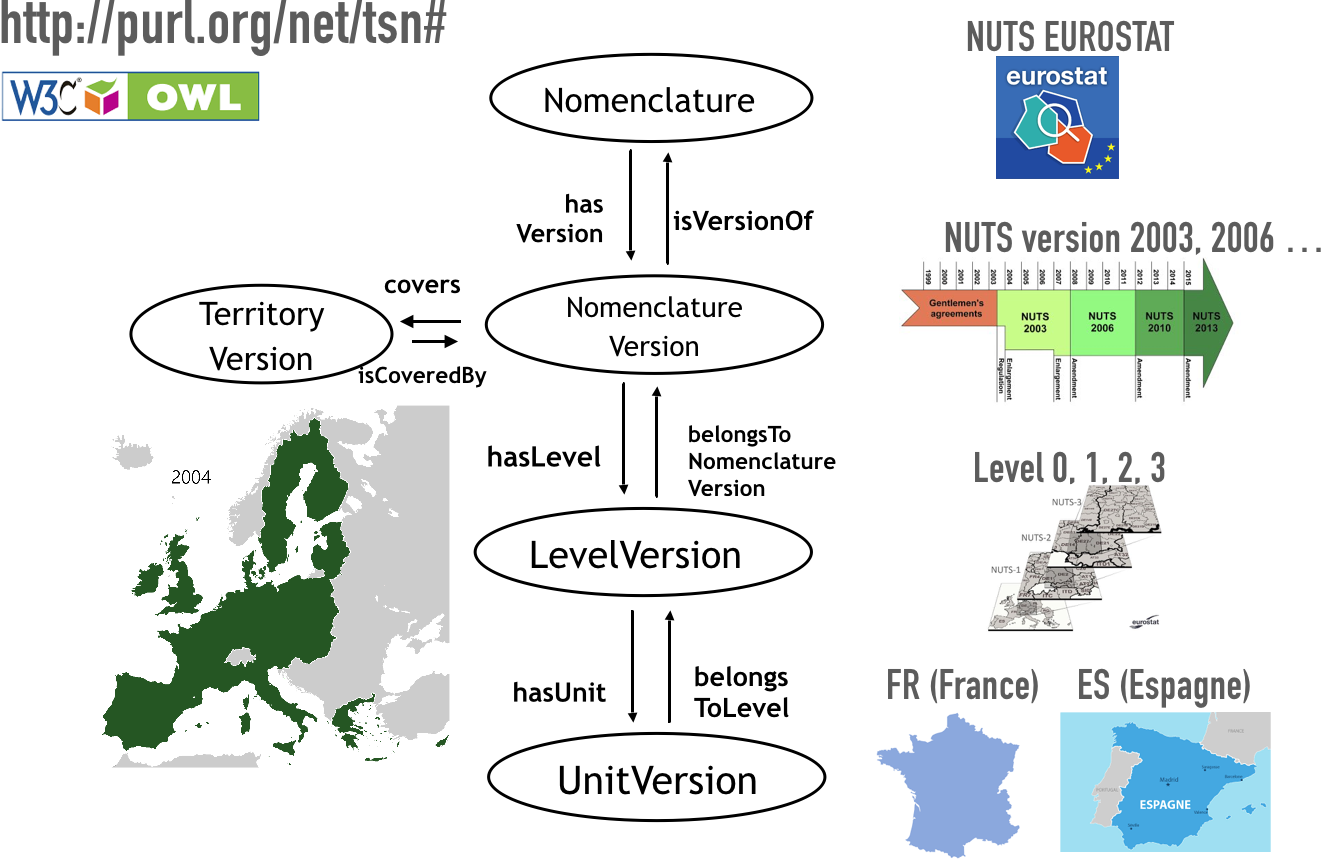 http://purl.org/net/tsn#
W3C® OWL
NUTS EUROSTAT
eurostat
Nomenclature
has
Version
isVersionOf
NUTS version 2003, 2006 ...
1999
2000
2001
2002
2003
2004
2005
2006
2007
2008
2009
2010
2011
2012
2013
2014
2015
Gentlemen's
agreements
NUTS
2003
NUTS
2006
NUTS
2010
NUTS
2013
Regulation
Enlargement
Enlargement
Amendment
Amendment
Amendment
covers
Territory
Version
isCoveredBy
Nomenclature
Version
2004
hasLevel
belongsTo
Nomenclature
Version
Level 0, 1, 2, 3
NUTS-3
NUTS-2
NUTS-1
eurostat
LevelVersion
hasUnit
belongs
ToLevel
UnitVersion
FR (France)
ES (Espagne)
FRANCE
PORTUGAL
Madrid
Barcelona
ESPAGNE
Valencia
Sevilla